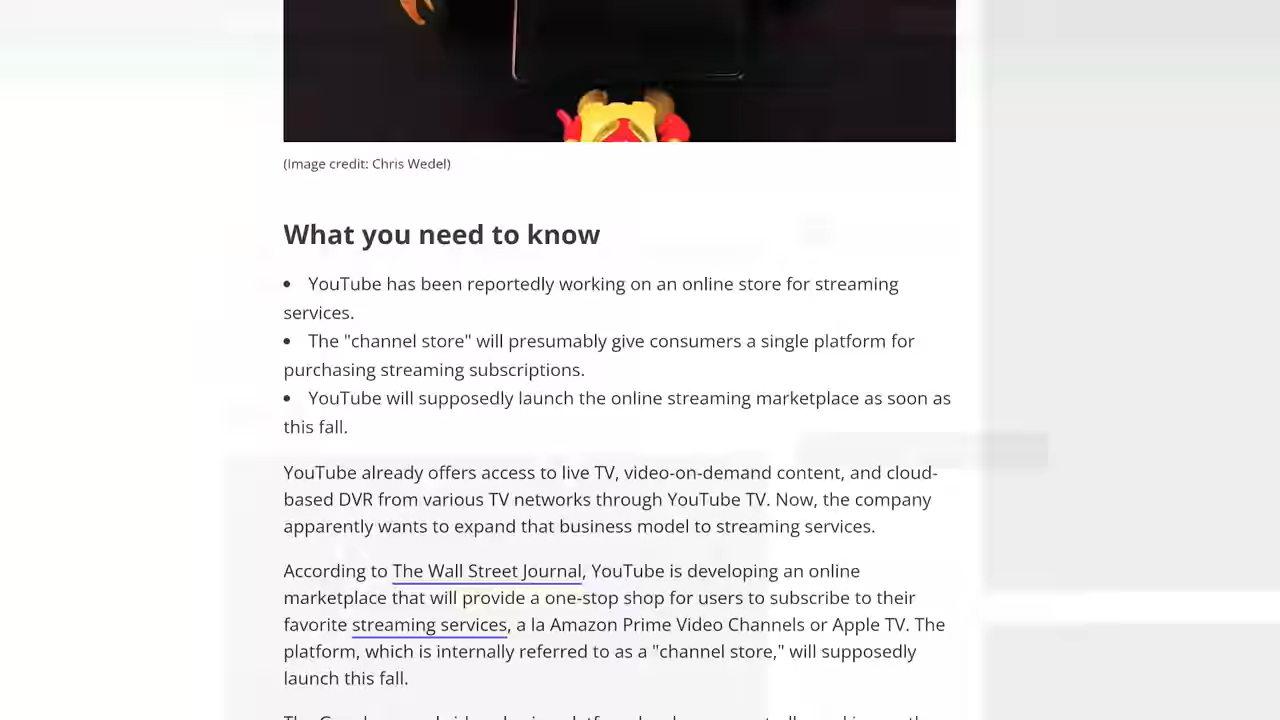 (Image credit: Chris Wedel)
What you need to know
• YouTube has been reportedly working on an online store for streaming
services.
• The "channel store" will presumably give consumers a single platform for
purchasing streaming subscriptions.
• YouTube will supposedly launch the online streaming marketplace as soon as
this fall.
YouTube already offers access to live TV, video-on-demand content, and cloud-
based DVR from various TV networks through YouTube TV. Now, the company
apparently wants to expand that business model to streaming services.
According to The Wall Street Journal, YouTube is developing an online
marketplace that will provide a one-stop shop for users to subscribe to their
favorite streaming services, a la Amazon Prime Video Channels or Apple TV. The
platform, which is internally referred to as a "channel store," will supposedly
launch this fall.